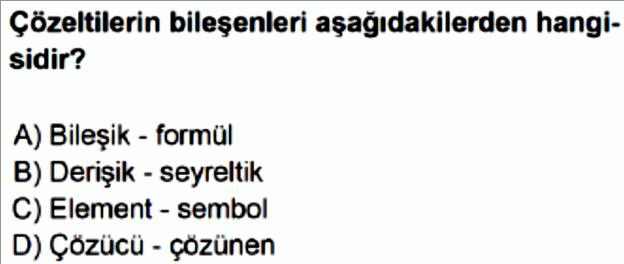 Çözeltilerin bileşenleri aşağıdakilerden hangi-
sidir?
A) Bileşik - formül
B) Derişik - seyreltik
C) Element - sembol
D) Çözücü - çözünen